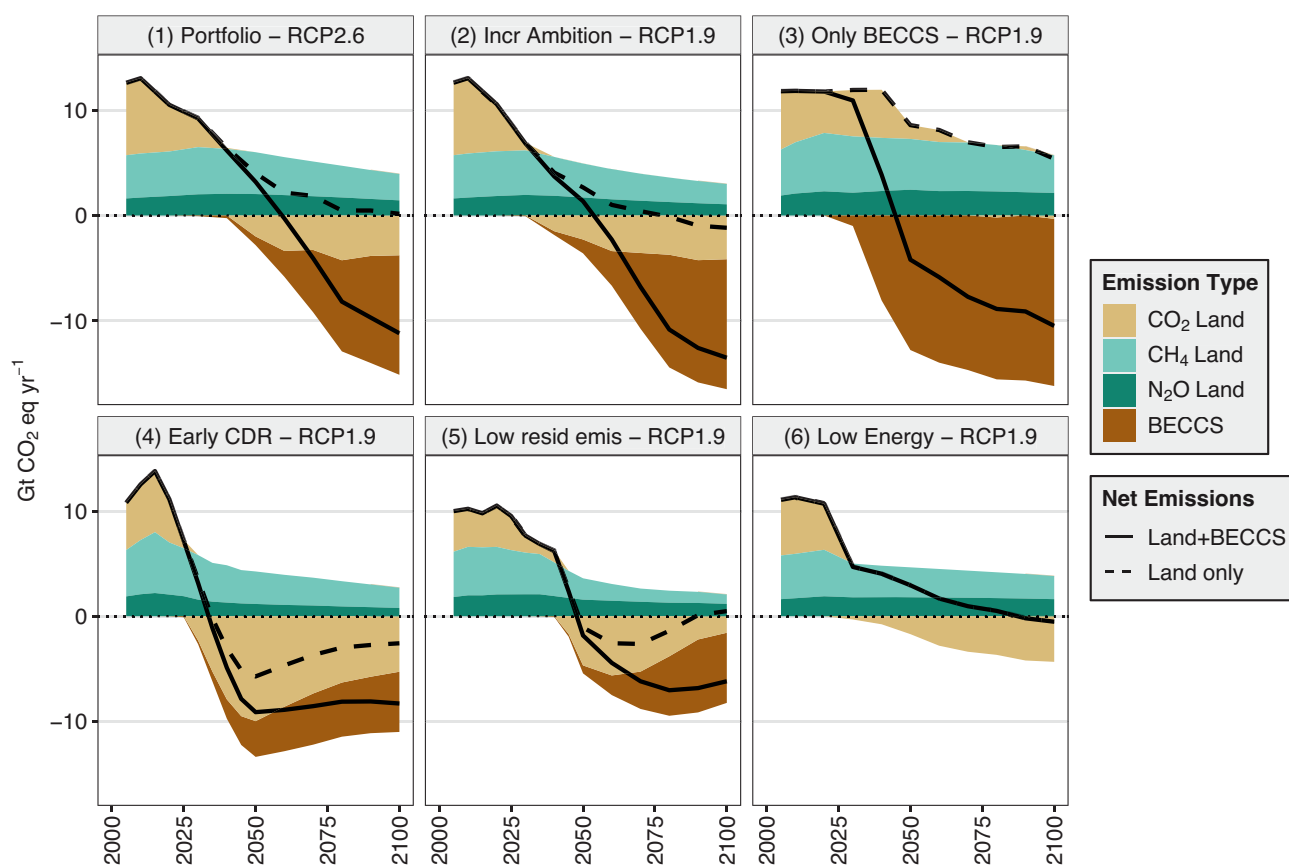 (1) Portfolio − RCP2.6
(2) Incr Ambition − RCP1.9
(3) Only BECCS − RCP1.9
10
0
−10
(4) Early CDR − RCP1.9
(5) Low resid emis − RCP1.9
(6) Low Energy − RCP1.9
10
0
−10
Gt CO₂ eq yr⁻¹
2000
2025
2050
2075
2100
2000
2025
2050
2075
2100
2000
2025
2050
2075
2100
Emission Type
CO₂ Land
CH₄ Land
N₂O Land
BECCS
Net Emissions
Land+BECCS
Land only